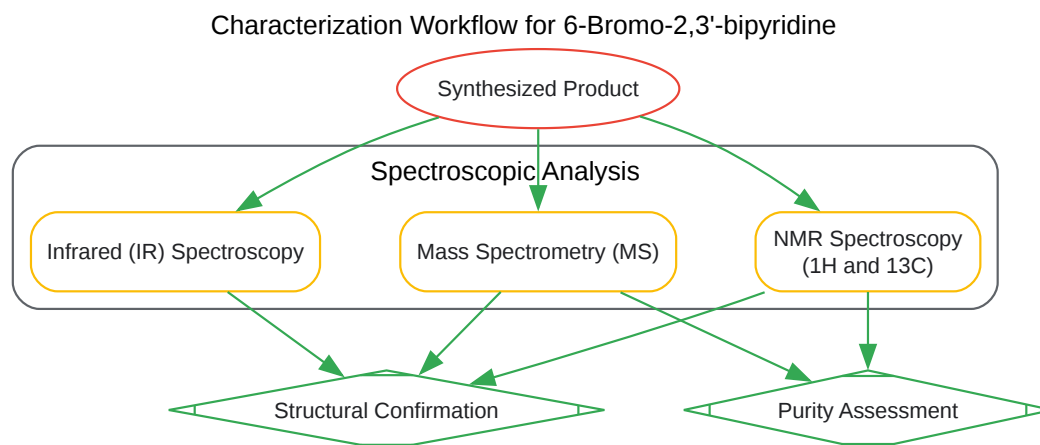 Characterization Workflow for 6-Bromo-2,3'-bipyridine
Synthesized Product
Spectroscopic Analysis
Infrared (IR) Spectroscopy
Mass Spectrometry (MS)
NMR Spectroscopy
(1H and 13C)
Structural Confirmation
Purity Assessment